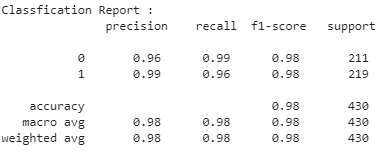 Classfication Report :
precision recall f1-score support
0 0.96 0.99 0.98 211
1 0.99 0.96 0.98 219
accuracy 0.98 430
macro avg 0.98 0.98 0.98 430
weighted avg 0.98 0.98 0.98 430